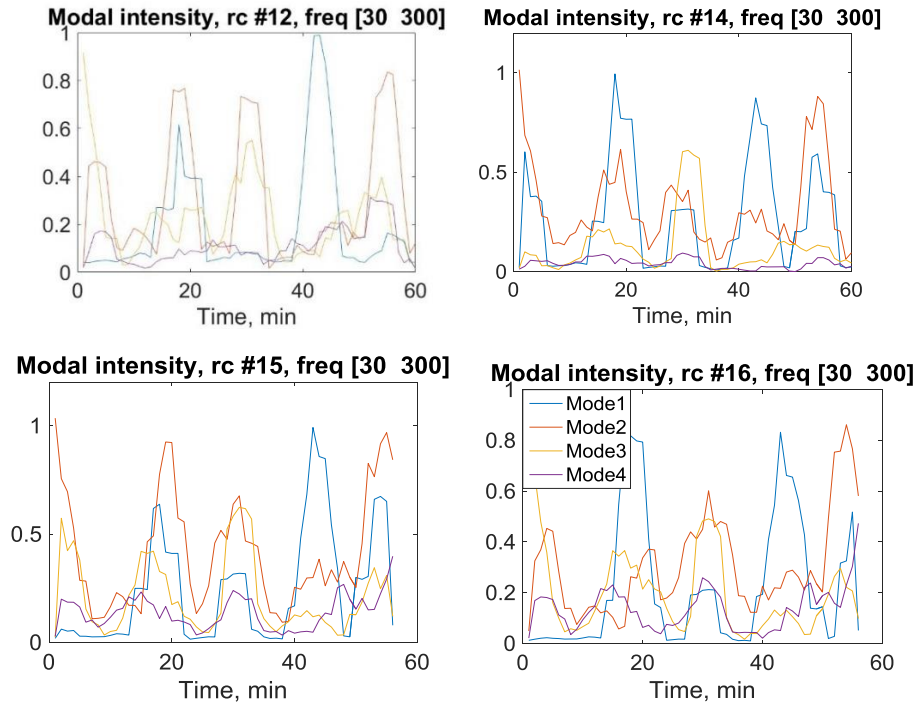 Modal intensity, rc #12, freq [30  300]
1
0.8
0.6
0.4
0.2
0
0
20
40
60
Time, min
Modal intensity, rc #14, freq [30  300]
1
0.5
0
0
20
40
60
Time, min
Modal intensity, rc #15, freq [30  300]
1
0.5
0
0
20
40
60
Time, min
Modal intensity, rc #16, freq [30  300]
1
0.8
0.6
0.4
0.2
0
Mode1
Mode2
Mode3
Mode4
0
20
40
60
80
Time, min